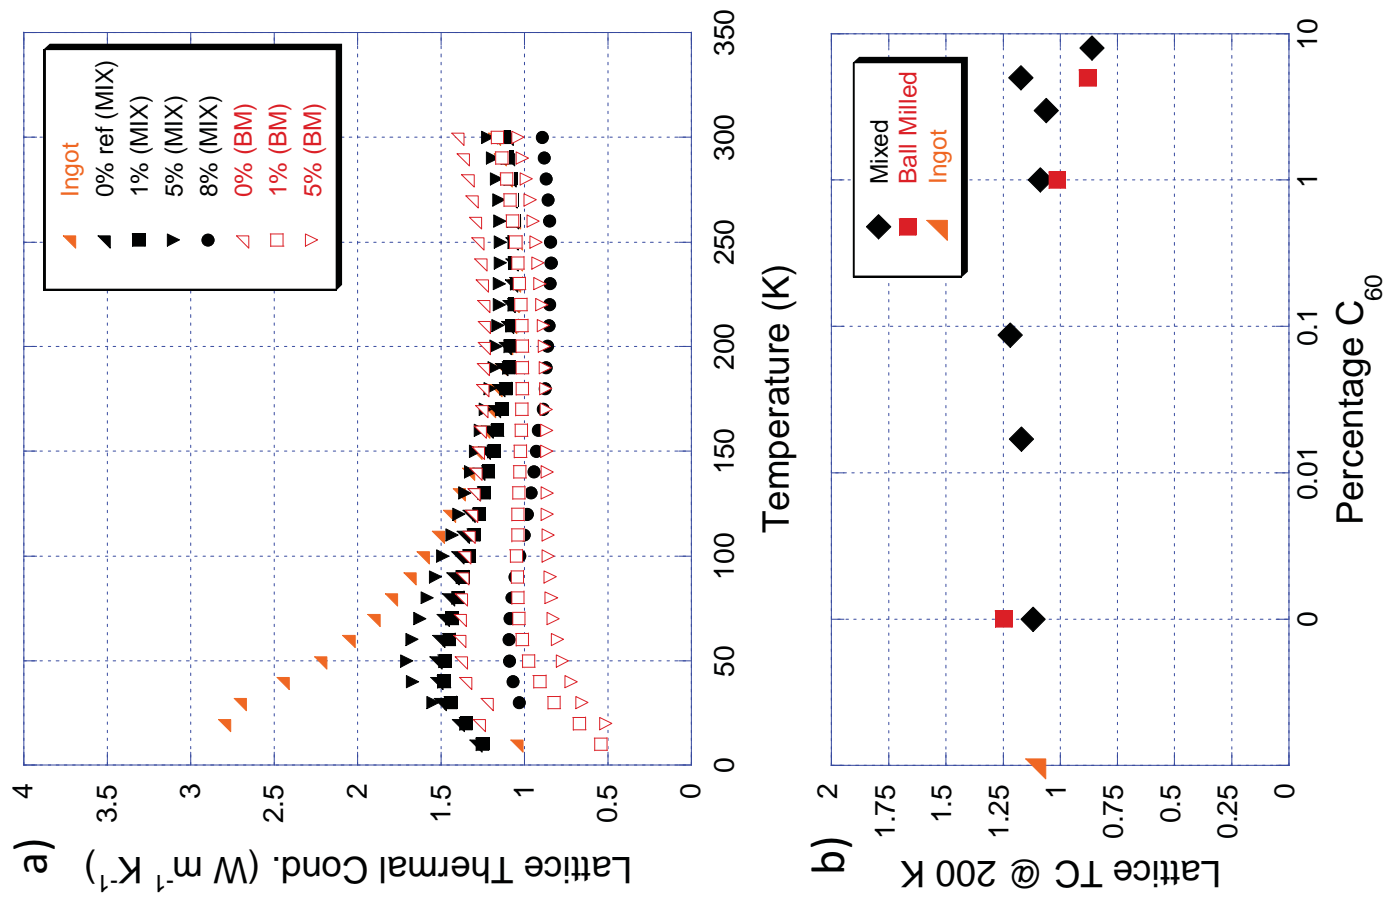 a)
Lattice Thermal Cond. (W m⁻¹ K⁻¹)
4
3.5
3
2.5
2
1.5
1
0.5
0
Ingot
0% ref (MIX)
1% (MIX)
5% (MIX)
8% (MIX)
0% (BM)
1% (BM)
5% (BM)
0
50
100
150
200
250
300
350
Temperature (K)
b)
Lattice TC @ 200 K
2
1.75
1.5
1.25
1
0.75
0.5
0.25
0
Mixed
Ball Milled
Ingot
0
0.01
0.1
1
10
Percentage C₆₀